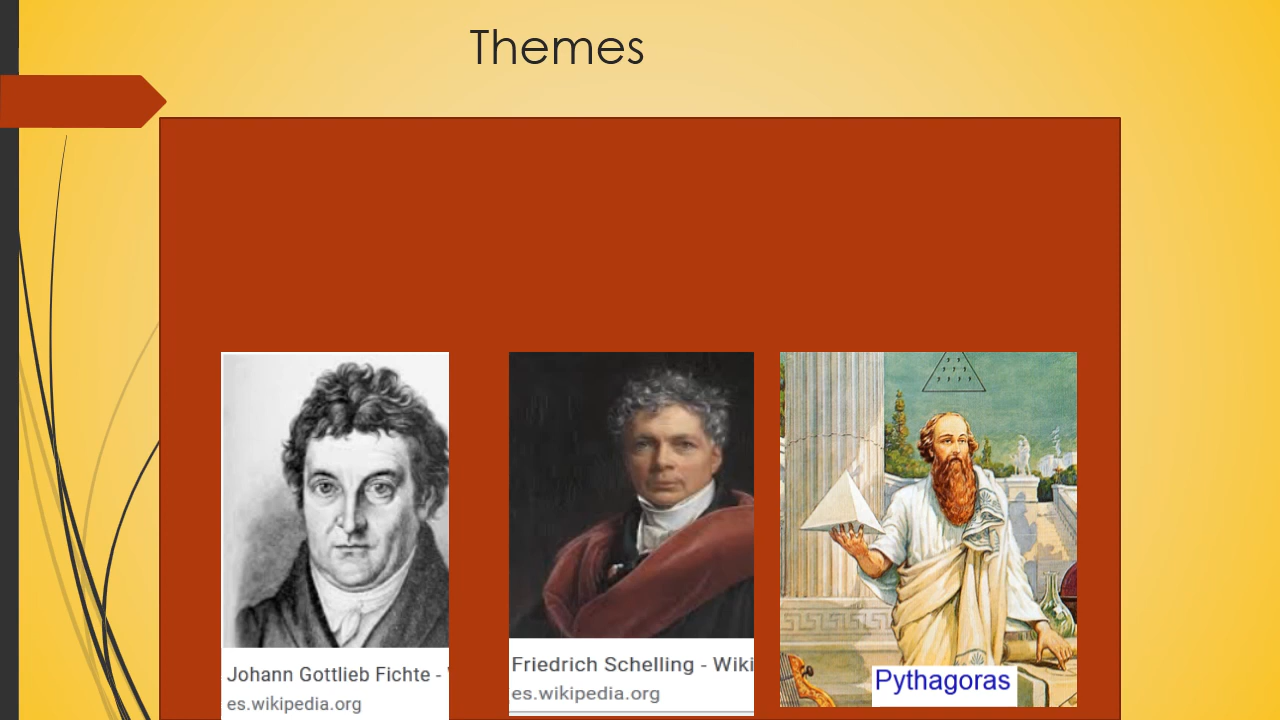 Themes
Johann Gottlieb Fichte -
es.wikipedia.org
Friedrich Schelling - Wiki
es.wikipedia.org
Pythagoras